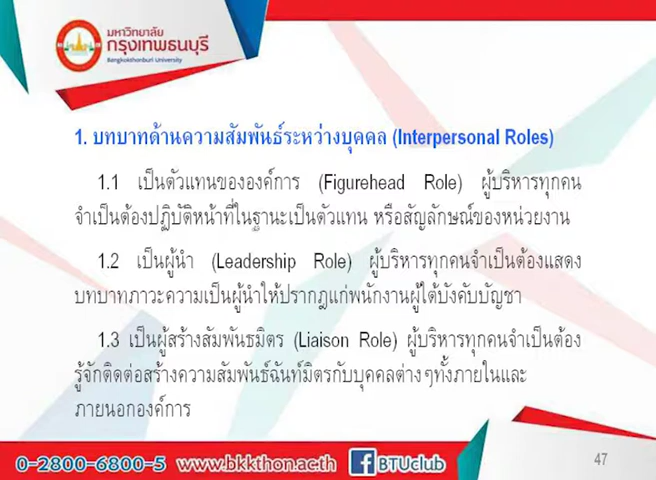 มหาวิทยาลัย
กรุงเทพธนบุรี
Bangkokthonburi University
1. บทบาทด้านความสัมพันธ์ระหว่างบุคคล (Interpersonal Roles)
1.1 เป็นตัวแทนขององค์การ (Figurehead Role) ผู้บริหารทุกคน
จำเป็นต้องปฏิบัติหน้าที่ในฐานะเป็นตัวแทน หรือสัญลักษณ์ของหน่วยงาน
1.2 เป็นผู้นำ (Leadership Role) ผู้บริหารทุกคนจำเป็นต้องแสดง
บทบาทภาวะความเป็นผู้นำให้ปรากฎแก่พนักงานผู้ใต้บังคับบัญชา
1.3 เป็นผู้สร้างสัมพันธมิตร (Liaison Role) ผู้บริหารทุกคนจำเป็นต้อง
รู้จักติดต่อสร้างความสัมพันธ์ฉันท์มิตรกับบุคคลต่างๆทั้งภายในและ
ภายนอกองค์การ
0-2800-6800-5 www.bkkthon.ac.th f BTUclub
47